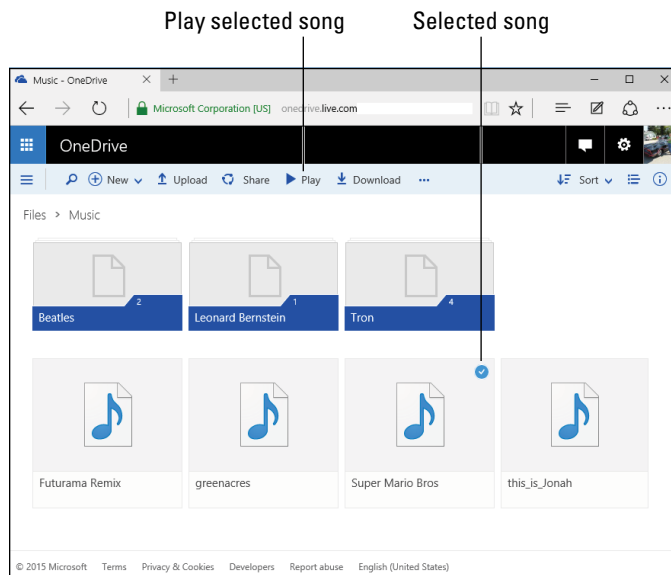 Play selected song Selected song
Music - OneDrive
Microsoft Corporation [US] onedrive.live.com
OneDrive
New Upload Share Play Download ... Sort
Files > Music
2 1 4
Beatles Leonard Bernstein Tron
Futurama Remix greenacres Super Mario Bros this_is_Jonah
© 2015 Microsoft Terms Privacy & Cookies Developers Report abuse English (United States)